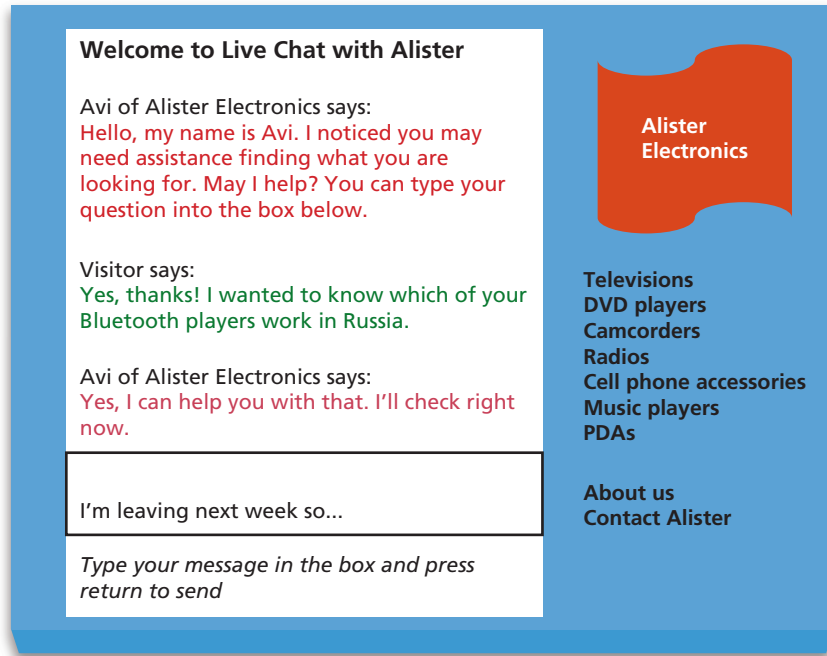 Welcome to Live Chat with Alister
Avi of Alister Electronics says:
Hello, my name is Avi. I noticed you may
need assistance finding what you are
looking for. May I help? You can type your
question into the box below.
Visitor says:
Yes, thanks! I wanted to know which of your
Bluetooth players work in Russia.
Avi of Alister Electronics says:
Yes, I can help you with that. I’ll check right
now.
I’m leaving next week so...
Type your message in the box and press
return to send
Alister
Electronics
Televisions
DVD players
Camcorders
Radios
Cell phone accessories
Music players
PDAs
About us
Contact Alister